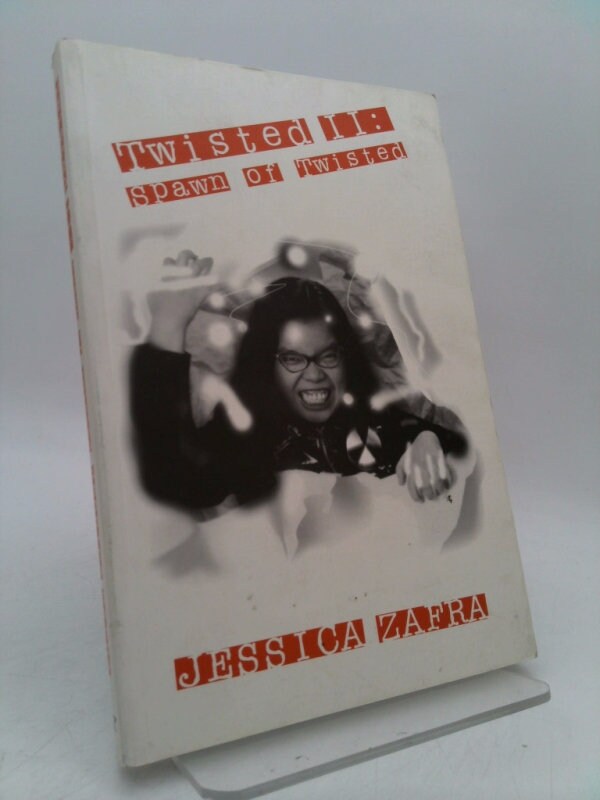 Twisted II:
Spawn of Twisted
JESSICA ZAFRA